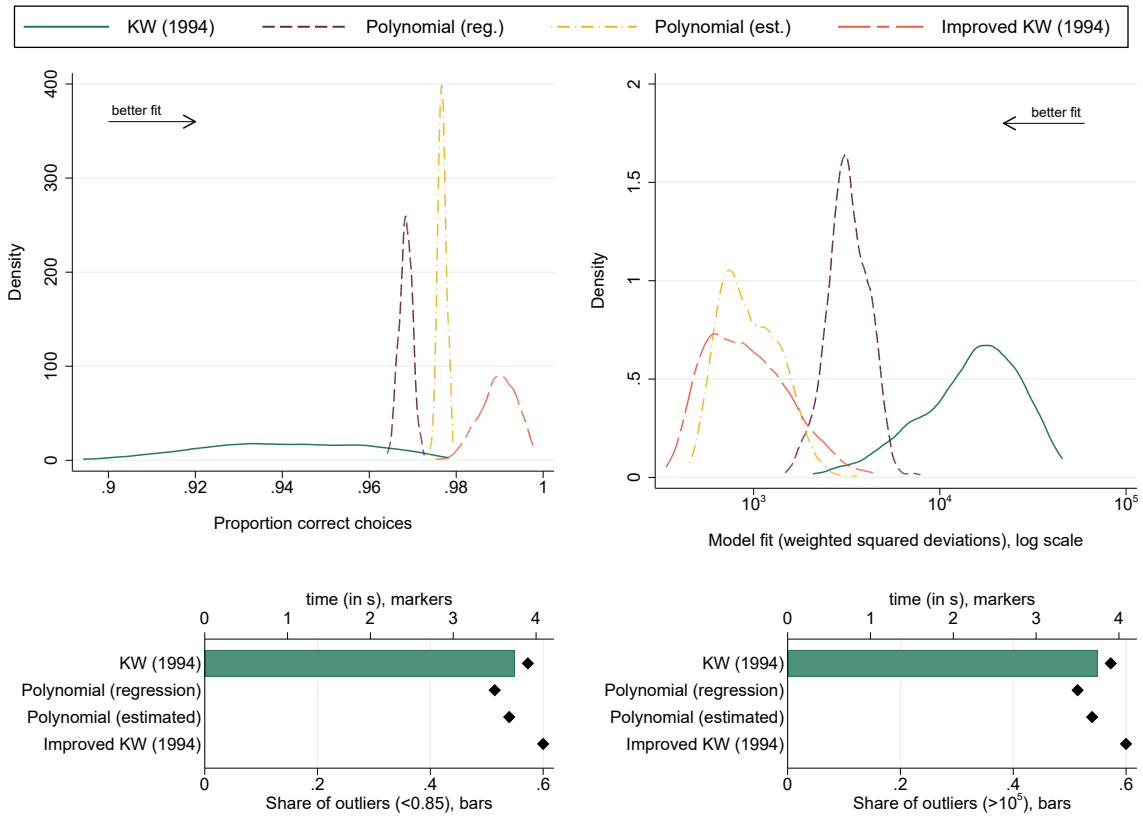 KW (1994) Polynomial (reg.) Polynomial (est.) Improved KW (1994)
400
300
200
100
0
Density
better fit
.9 .92 .94 .96 .98 1
Proportion correct choices
2
1.5
1
.5
0
Density
better fit
10³ 10⁴ 10⁵
Model fit (weighted squared deviations), log scale
time (in s), markers
0 1 2 3 4
KW (1994)
Polynomial (regression)
Polynomial (estimated)
Improved KW (1994)
0 .2 .4 .6
Share of outliers (<0.85), bars
time (in s), markers
0 1 2 3 4
KW (1994)
Polynomial (regression)
Polynomial (estimated)
Improved KW (1994)
0 .2 .4 .6
Share of outliers (>10⁵), bars